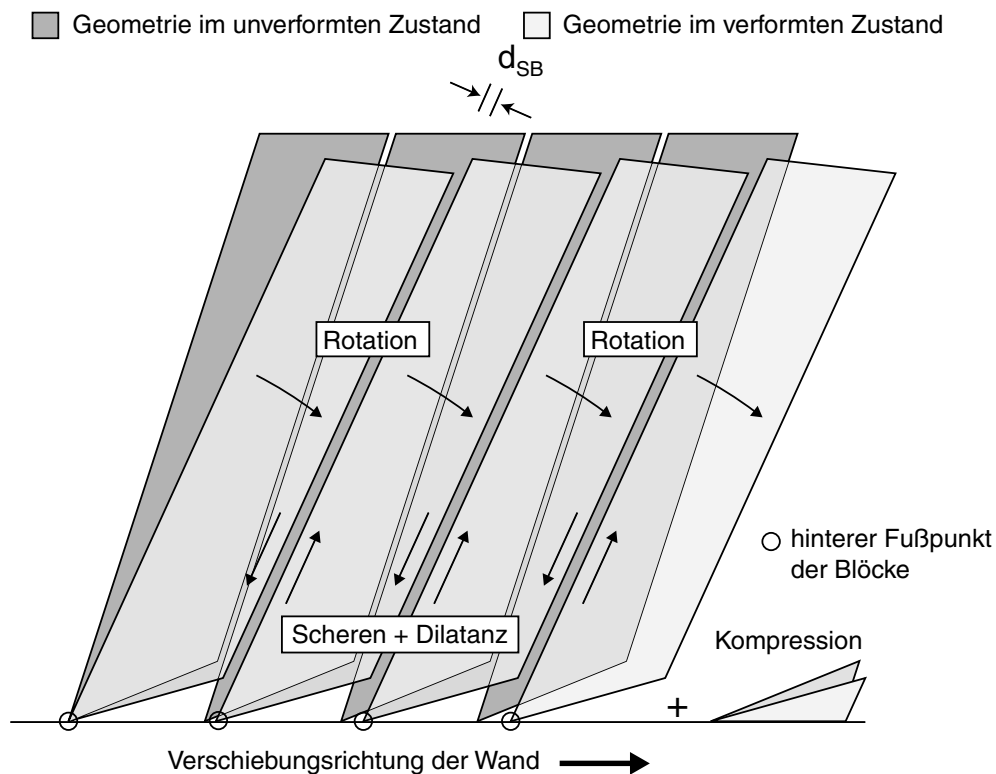 Geometrie im unverformten Zustand
Geometrie im verformten Zustand
dSB
Rotation
Rotation
hinterer Fußpunkt
der Blöcke
Scheren + Dilatanz
Kompression
+
Verschiebungsrichtung der Wand